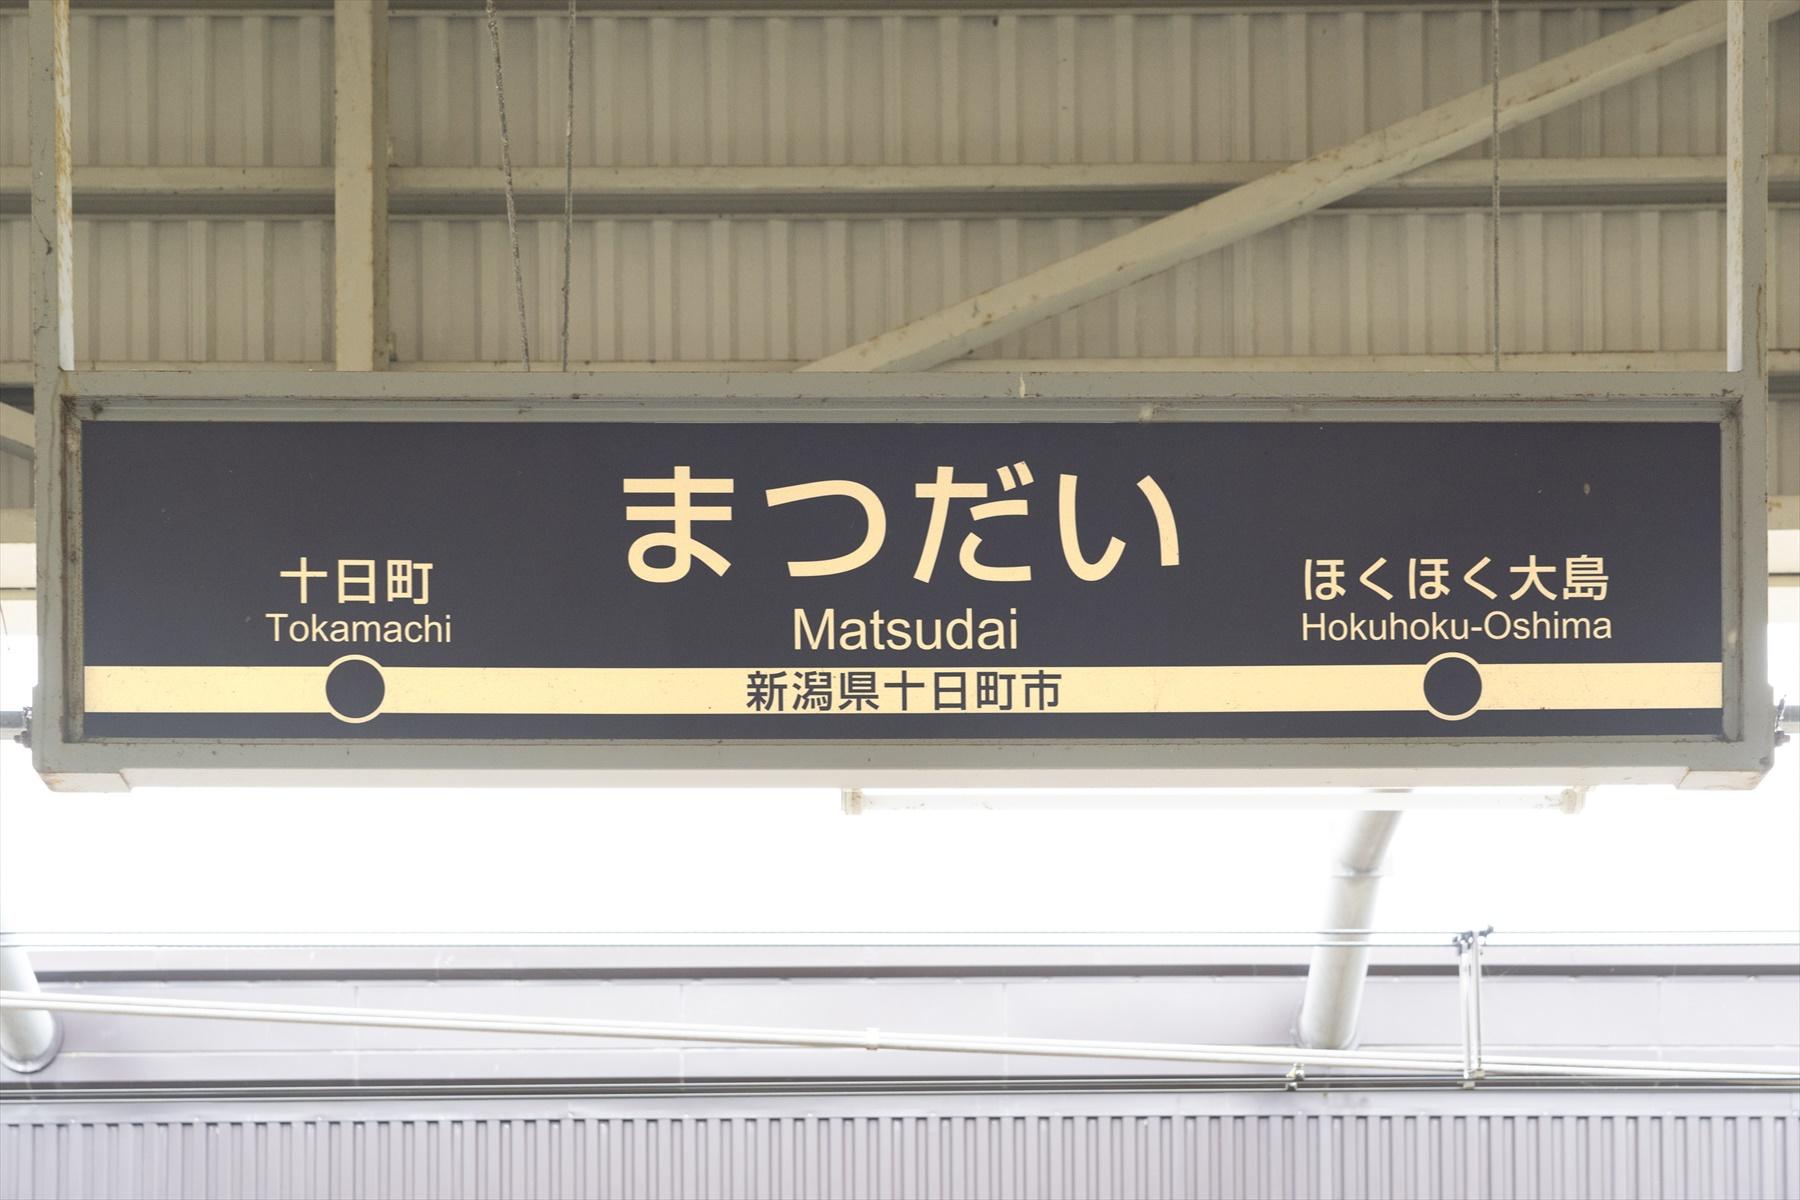 まつだい
Matsudai
十日町
Tokamachi
ほくほく大島
Hokuhoku-Oshima
新潟県十日町市